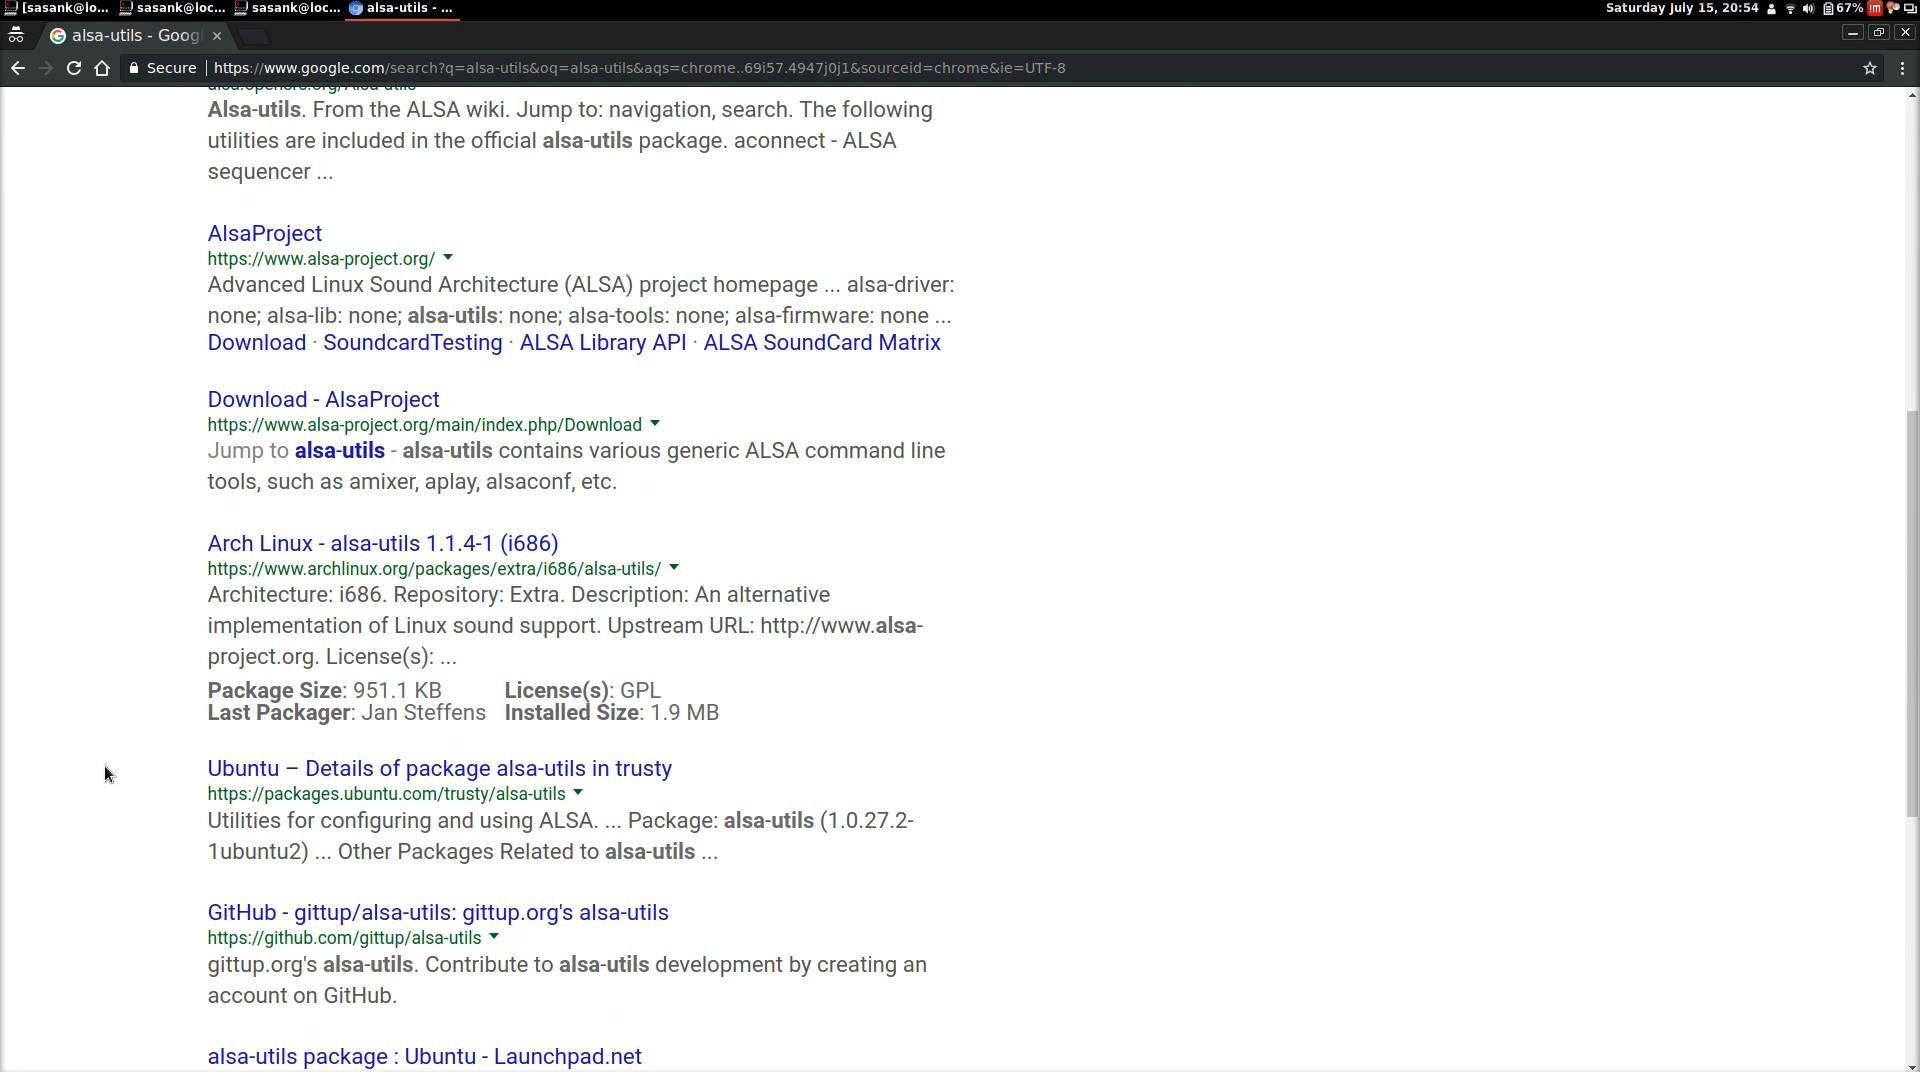 [sasank@lo... sasank@loc... sasank@loc... alsa-utils - ... Saturday July 15, 20:54 67% !m
alsa-utils - Goog
Secure https://www.google.com/search?q=alsa-utils&oq=alsa-utils&aqs=chrome..69i57.4947j0j1&sourceid=chrome&ie=UTF-8
alsa.opensrc.org/Alsa-utils
Alsa-utils. From the ALSA wiki. Jump to: navigation, search. The following
utilities are included in the official alsa-utils package. aconnect - ALSA
sequencer ...
AlsaProject
https://www.alsa-project.org/
Advanced Linux Sound Architecture (ALSA) project homepage ... alsa-driver:
none; alsa-lib: none; alsa-utils: none; alsa-tools: none; alsa-firmware: none ...
Download · SoundcardTesting · ALSA Library API · ALSA SoundCard Matrix
Download - AlsaProject
https://www.alsa-project.org/main/index.php/Download
Jump to alsa-utils - alsa-utils contains various generic ALSA command line
tools, such as amixer, aplay, alsaconf, etc.
Arch Linux - alsa-utils 1.1.4-1 (i686)
https://www.archlinux.org/packages/extra/i686/alsa-utils/
Architecture: i686. Repository: Extra. Description: An alternative
implementation of Linux sound support. Upstream URL: http://www.alsa-
project.org. License(s): ...
Package Size: 951.1 KB License(s): GPL
Last Packager: Jan Steffens Installed Size: 1.9 MB
Ubuntu – Details of package alsa-utils in trusty
https://packages.ubuntu.com/trusty/alsa-utils
Utilities for configuring and using ALSA. ... Package: alsa-utils (1.0.27.2-
1ubuntu2) ... Other Packages Related to alsa-utils ...
GitHub - gittup/alsa-utils: gittup.org's alsa-utils
https://github.com/gittup/alsa-utils
gittup.org's alsa-utils. Contribute to alsa-utils development by creating an
account on GitHub.
alsa-utils package : Ubuntu - Launchpad.net